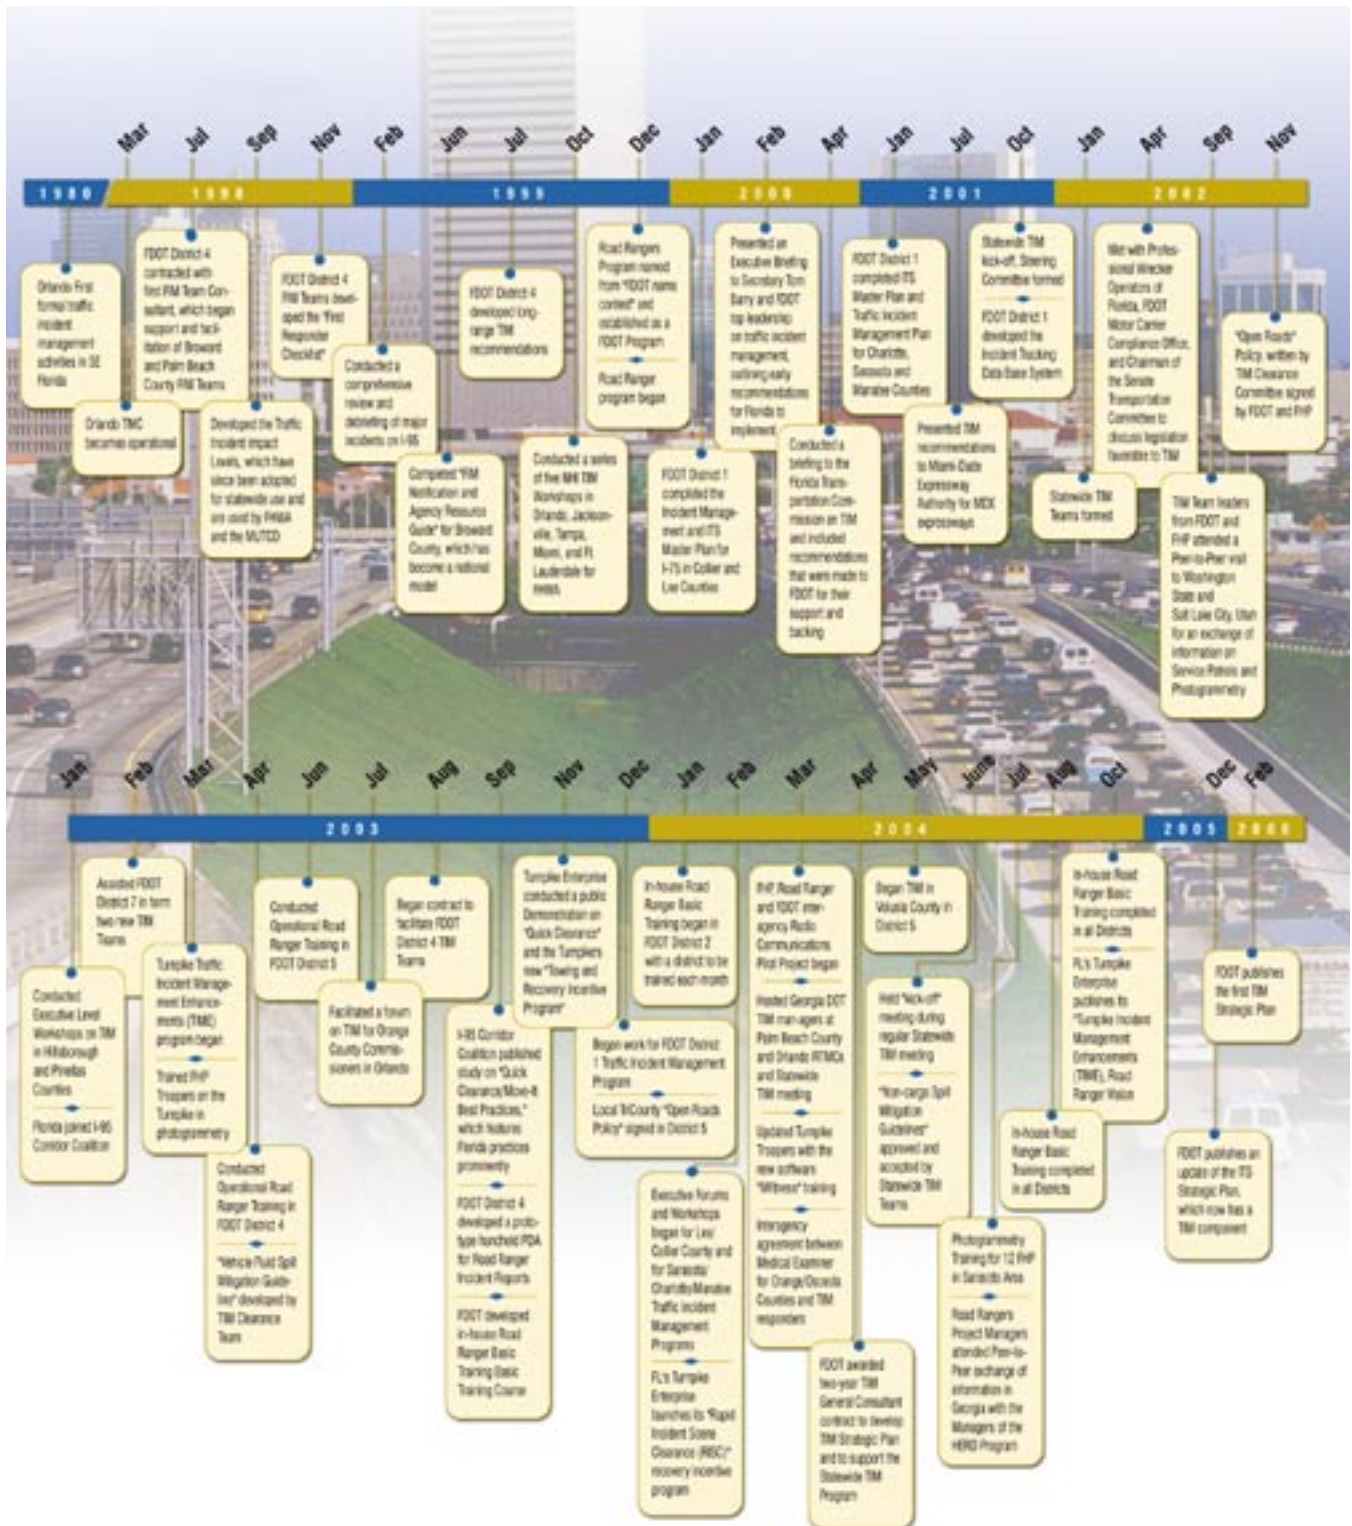 Mar
Jul
Sep
Nov
Feb
Jun
Jul
Oct
Dec
Jan
Feb
Apr
Jan
Jul
Oct
Jan
Apr
Sep
Nov
1980
1998
1999
2000
2001
2002
Orlando First
formal traffic
incident
management
activities in SE
Florida
Orlando TMC
becomes operational
FDOT District 4
contracted with
first RIM Team Con-
sultant, which began
support and facil-
itation of Broward
and Palm Beach
County RIM Teams
Developed the Traffic
Incident Impact
Levels, which have
since been adopted
for statewide use and
are used by FHWA
and the MUTCD
FDOT District 4
RIM Teams devel-
oped the "First
Responder
Checklist"
Conducted a
comprehensive
review and
debriefing of major
incidents on I-95
Completed "RIM
Notification and
Agency Resource
Guide" for Broward
County, which has
become a national
model
FDOT District 4
developed long-
range TIM
recommendations
Conducted a series
of five NHI TIM
Workshops in
Orlando, Jackson-
ville, Tampa,
Miami, and Ft.
Lauderdale for
FHWA
Road Rangers
Program named
from "FDOT name
contest" and
established as a
FDOT Program
Road Ranger
program began
FDOT District 1
completed the
Incident Manage-
ment and ITS
Master Plan for
I-75 in Collier and
Lee Counties
Presented an
Executive Briefing
to Secretary Tom
Barry and FDOT
top leadership
on traffic incident
management,
outlining early
recommendations
for Florida to
implement
Conducted a
briefing to the
Florida Trans-
portation Com-
mission on TIM
and included
recommendations
that were made to
FDOT for their
support and
backing
FDOT District 1
completed ITS
Master Plan and
Traffic Incident
Management Plan
for Charlotte,
Sarasota and
Manatee Counties
Presented TIM
recommendations
to Miami-Dade
Expressway
Authority for MDX
expressways
Statewide TIM
kick-off, Steering
Committee formed
FDOT District 1
developed the
Incident Tracking
Data Base System
Statewide TIM
Teams formed
Met with Profes-
sional Wrecker
Operators of
Florida, FDOT
Motor Carrier
Compliance Office,
and Chairman of
the Senate
Transportation
Committee to
discuss legislation
favorable to TIM
TIM Team leaders
from FDOT and
FHP attended a
Peer-to-Peer visit
to Washington
State and
Salt Lake City, Utah
for an exchange of
information on
Service Patrols and
Photogrammetry
"Open Roads"
Policy, written by
TIM Clearance
Committee signed
by FDOT and FHP
Jan
Feb
Mar
Apr
Jun
Jul
Aug
Sep
Nov
Dec
Jan
Feb
Mar
Apr
May
June
Jul
Aug
Oct
Dec
Feb
2003
2004
2005
2006
Conducted
Executive Level
Workshops on TIM
in Hillsborough
and Pinellas
Counties
Florida joined I-95
Corridor Coalition
Assisted FDOT
District 7 in form
two new TIM
Teams
Turnpike Traffic
Incident Manage-
ment Enhance-
ments (TIME)
program began
Trained FHP
Troopers on the
Turnpike in
photogrammetry
Conducted
Operational Road
Ranger Training in
FDOT District 4
"Vehicle Fluid Spill
Mitigation Guide-
lines" developed by
TIM Clearance
Team
Conducted
Operational Road
Ranger Training in
FDOT District 5
Facilitated a forum
on TIM for Orange
County Commis-
sioners in Orlando
Began contract to
facilitate FDOT
District 4 TIM
Teams
I-95 Corridor
Coalition published
study on "Quick
Clearance/Move-It
Best Practices,"
which features
Florida practices
prominently
FDOT District 4
developed a proto-
type handheld PDA
for Road Ranger
Incident Reports
FDOT developed
in-house Road
Ranger Basic
Training Basic
Training Course
Turnpike Enterprise
conducted a public
Demonstration on
"Quick Clearance"
and the Turnpike's
new "Towing and
Recovery Incentive
Program"
Began work for FDOT District
1 Traffic Incident Management
Program
Local TriCounty "Open Roads
Policy" signed in District 5
In-house Road
Ranger Basic
Training began in
FDOT District 2
with a district to be
trained each month
Executive Forums
and Workshops
began for Lee/
Collier County and
for Sarasota/
Charlotte/Manatee
Traffic Incident
Management
Programs
FL's Turnpike
Enterprise
launches its "Rapid
Incident Scene
Clearance (RISC)"
recovery incentive
program
FHP, Road Ranger
and FDOT inter-
agency Radio
Communications
Pilot Project began
Hosted Georgia DOT
TIM managers at
Palm Beach County
and Orlando RTMCs
and Statewide
TIM meeting
Updated Turnpike
Troopers with the
new software
"iWitness" training
Interagency
agreement between
Medical Examiner
for Orange/Osceola
Counties and TIM
responders
FDOT awarded
two-year TIM
General Consultant
contract to develop
TIM Strategic Plan
and to support the
Statewide TIM
Program
Began TIM in
Volusia County in
District 5
Held "kick-off"
meeting during
regular Statewide
TIM meeting
"Non-cargo Spill
Mitigation
Guidelines"
approved and
accepted by
Statewide TIM
Teams
Photogrammetry
Training for 12 FHP
in Sarasota Area
Road Rangers
Project Managers
attended Peer-to-
Peer exchange of
information in
Georgia with the
Managers of the
HERO Program
In-house Road
Ranger Basic
Training completed
in all Districts
In-house Road
Ranger Basic
Training completed
in all Districts
FL's Turnpike
Enterprise
publishes its
"Turnpike Incident
Management
Enhancements
(TIME), Road
Ranger Vision
FDOT publishes an
update of the ITS
Strategic Plan,
which now has a
TIM component
FDOT publishes
the first TIM
Strategic Plan